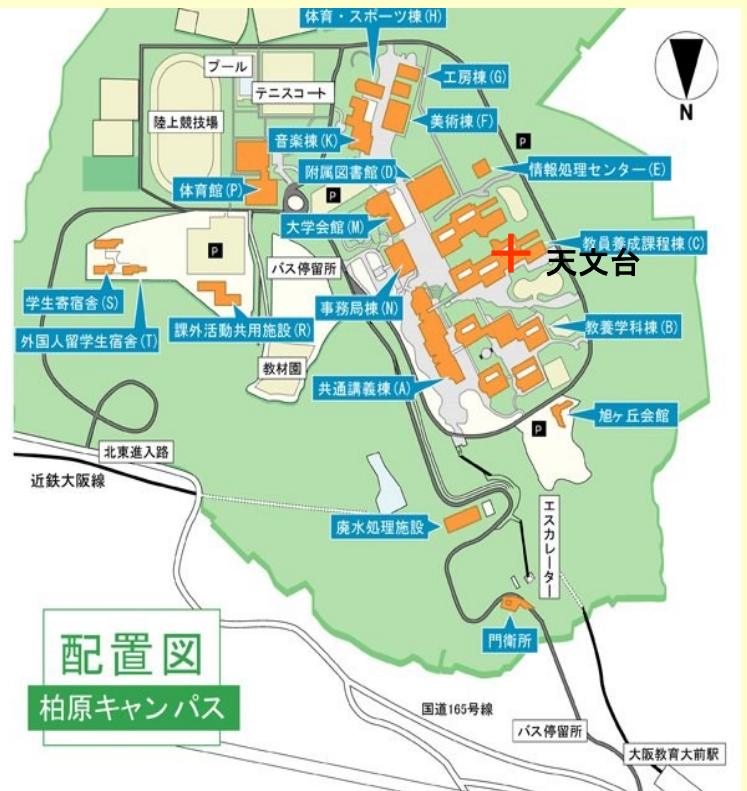 体育・スポーツ棟(H)
プール
工房棟(G)
テニスコート
N
陸上競技場
美術棟(F)
音楽棟(K)
P
附属図書館(D)
情報処理センター(E)
体育館(P)
P
大学会館(M)
教員養成課程棟(C)
P
バス停留所
天文台
学生寄宿舎(S)
事務局棟(N)
外国人留学生宿舎(T)
課外活動共用施設(R)
教養学科棟(B)
教材園
共通講義棟(A)
旭ヶ丘会館
P
北東進入路
近鉄大阪線
エスカレーター
廃水処理施設
門衛所
配置図
柏原キャンパス
国道165号線
バス停留所
大阪教育大前駅